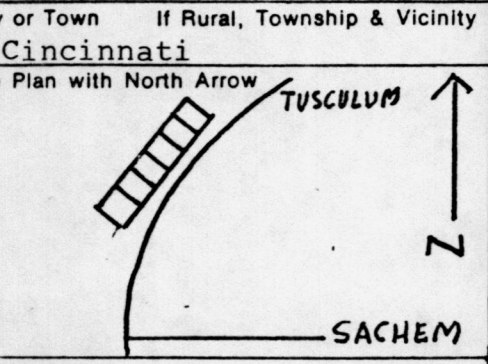 or Town If Rural, Township & Vicinity
Cincinnati
Plan with North Arrow
TUSCULUM
N
SACHEM